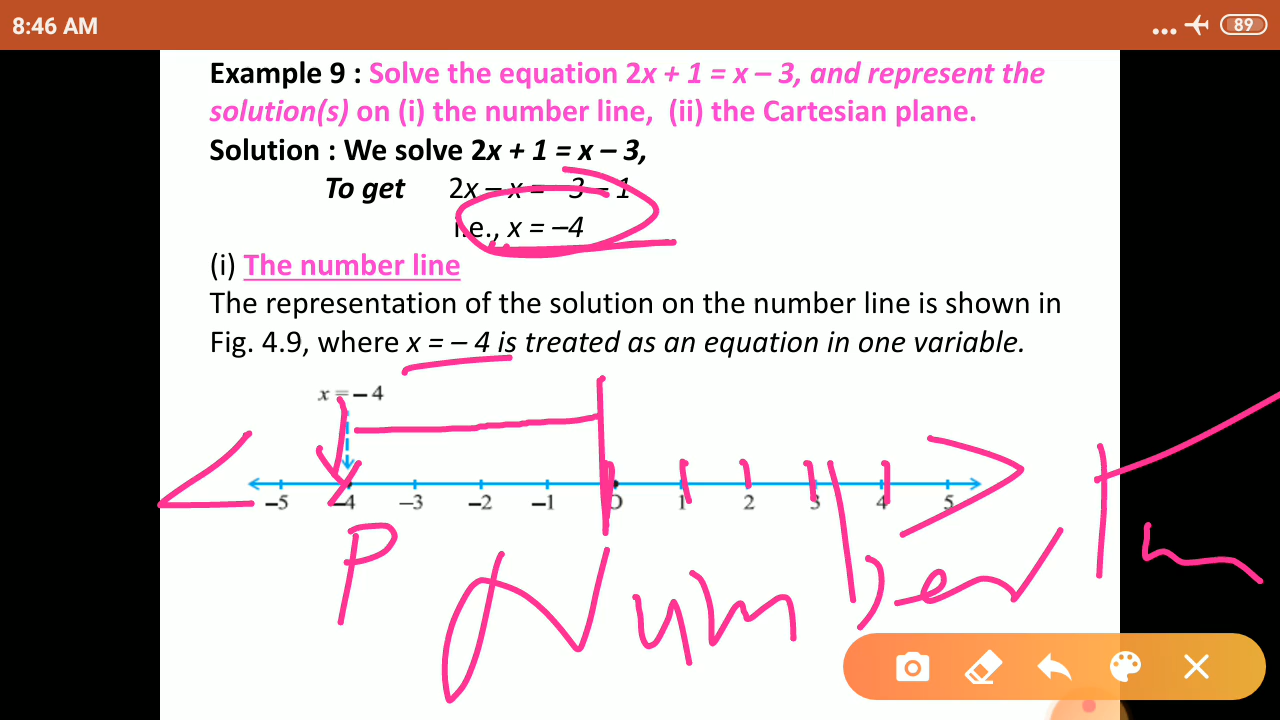 8:46 AM
89
Example 9 : Solve the equation 2x + 1 = x – 3, and represent the
solution(s) on (i) the number line, (ii) the Cartesian plane.
Solution : We solve 2x + 1 = x – 3,
To get 2x – x = – 3 – 1
i.e., x = –4
(i) The number line
The representation of the solution on the number line is shown in
Fig. 4.9, where x = – 4 is treated as an equation in one variable.
x = – 4
–5 –4 –3 –2 –1 0 1 2 3 4 5
P
Number